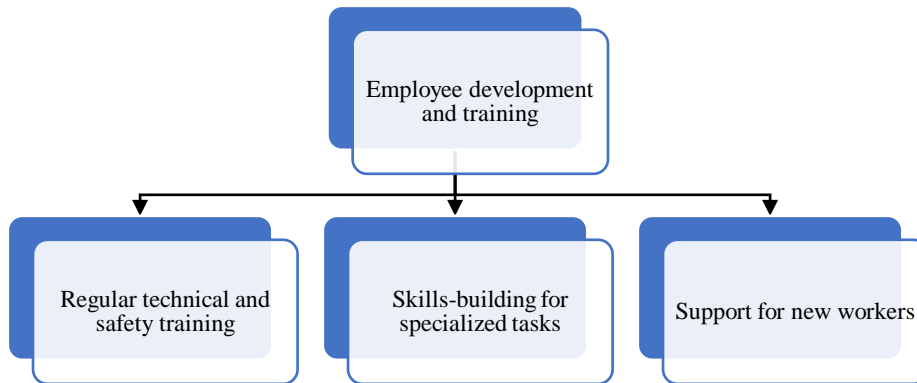 Employee development
and training
Regular technical and
safety training
Skills-building for
specialized tasks
Support for new workers